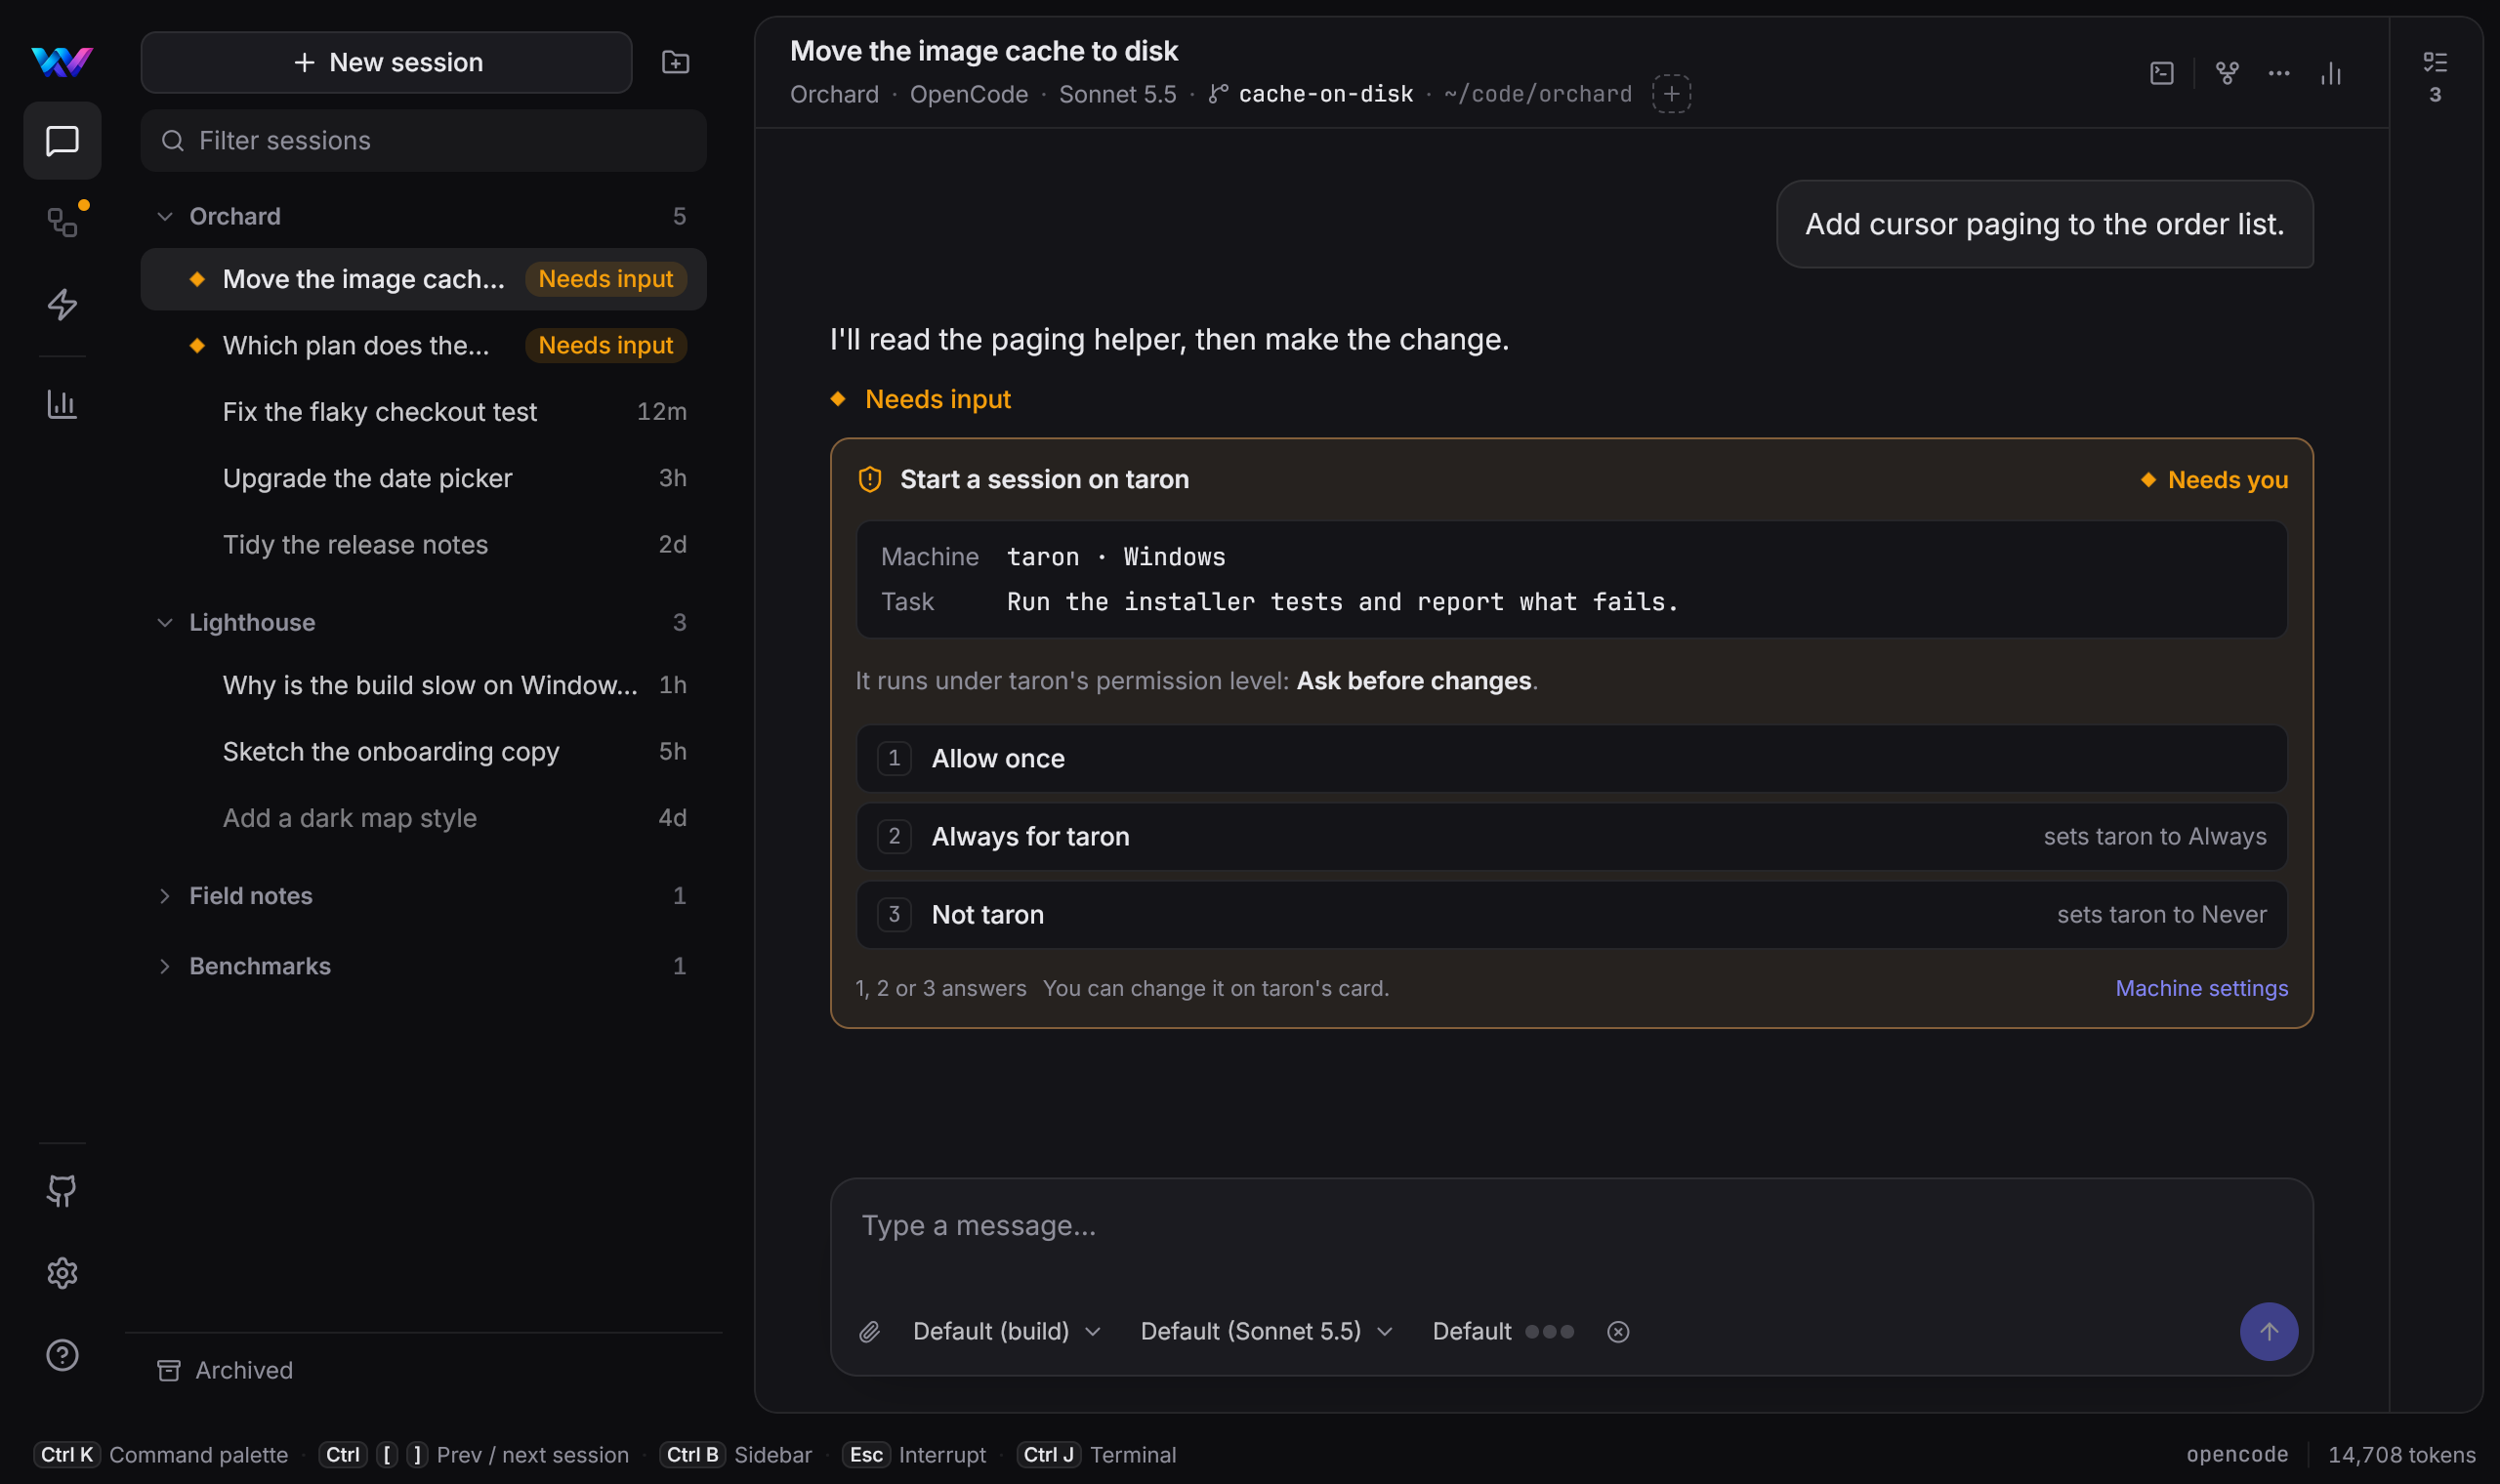 New session
Filter sessions
Orchard 5
Move the image cach... Needs input
Which plan does the... Needs input
Fix the flaky checkout test 12m
Upgrade the date picker 3h
Tidy the release notes 2d
Lighthouse 3
Why is the build slow on Window... 1h
Sketch the onboarding copy 5h
Add a dark map style 4d
Field notes 1
Benchmarks 1
Archived
Move the image cache to disk
Orchard · OpenCode · Sonnet 5.5 · cache-on-disk · ~/code/orchard
3
Add cursor paging to the order list.
I'll read the paging helper, then make the change.
Needs input
Start a session on taron Needs you
Machine taron · Windows
Task Run the installer tests and report what fails.
It runs under taron's permission level: Ask before changes.
1 Allow once
2 Always for taron sets taron to Always
3 Not taron sets taron to Never
1, 2 or 3 answers You can change it on taron's card. Machine settings
Type a message...
Default (build) Default (Sonnet 5.5) Default
Ctrl K Command palette · Ctrl [ ] Prev / next session · Ctrl B Sidebar · Esc Interrupt · Ctrl J Terminal
opencode 14,708 tokens